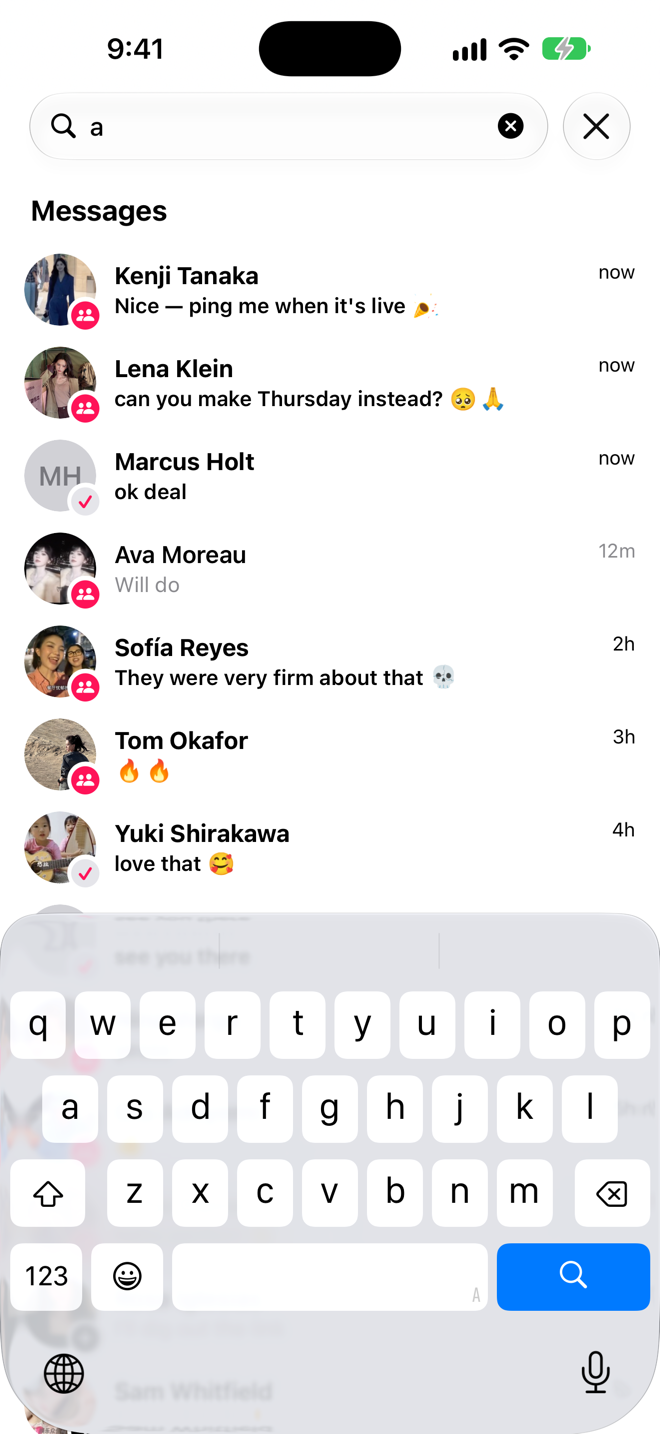 9:41
a
Messages
Kenji Tanaka
now
Nice — ping me when it's live 🎉
Lena Klein
now
can you make Thursday instead? 🥺🙏
MH
Marcus Holt
now
ok deal
Ava Moreau
12m
Will do
Sofía Reyes
2h
They were very firm about that 💀
Tom Okafor
3h
🔥🔥
Yuki Shirakawa
4h
love that 🥰
see you there
q w e r t y u i o p
a s d f g h j k l
z x c v b n m
123
A
Sam Whitfield